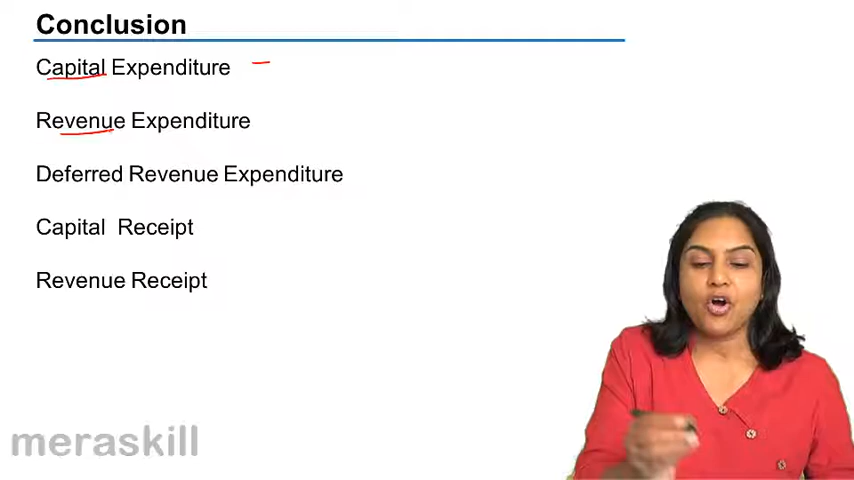 Conclusion
Capital Expenditure
Revenue Expenditure
Deferred Revenue Expenditure
Capital Receipt
Revenue Receipt
meraskill